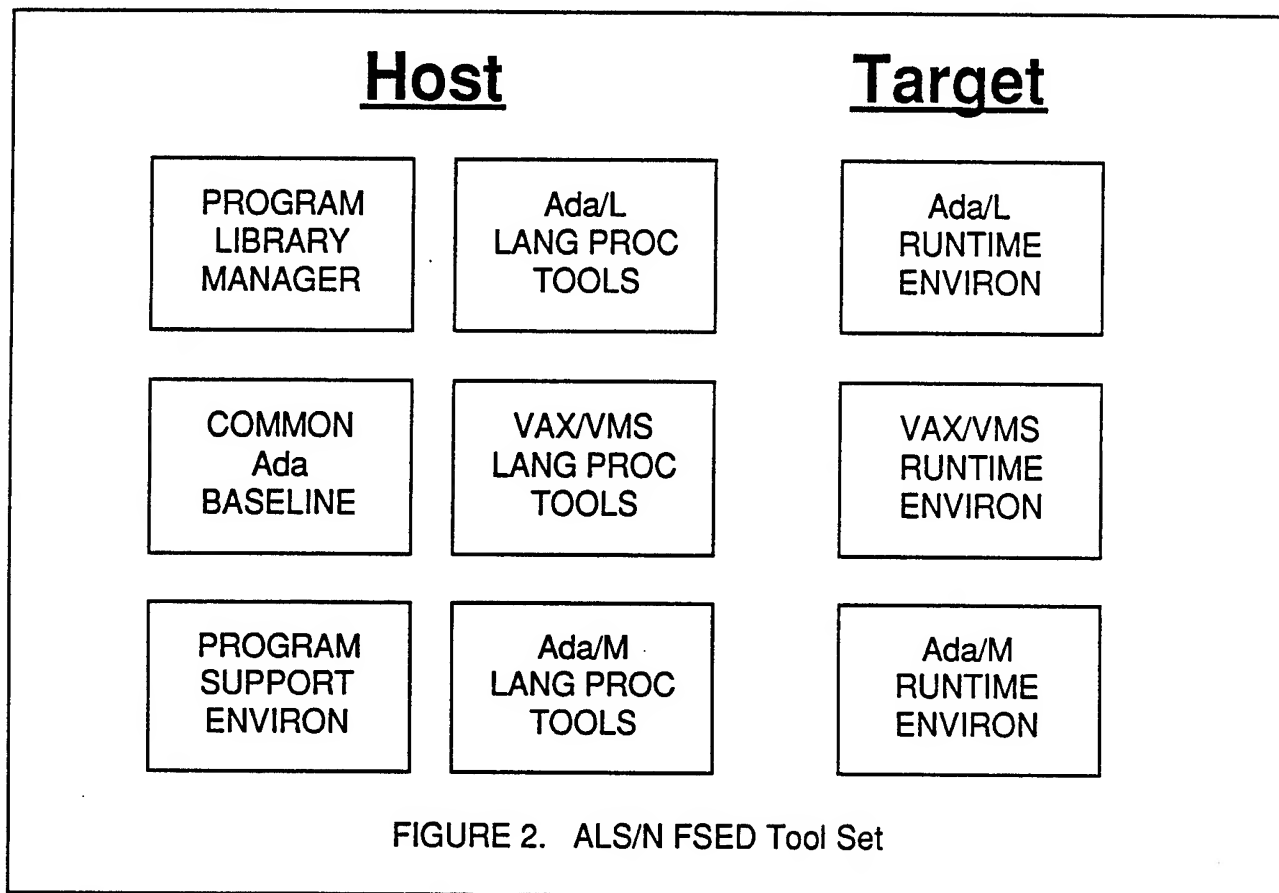 Host
Target
PROGRAM
LIBRARY
MANAGER
Ada/L
LANG PROC
TOOLS
Ada/L
RUNTIME
ENVIRON
COMMON
Ada
BASELINE
VAX/VMS
LANG PROC
TOOLS
VAX/VMS
RUNTIME
ENVIRON
PROGRAM
SUPPORT
ENVIRON
Ada/M
LANG PROC
TOOLS
Ada/M
RUNTIME
ENVIRON
FIGURE 2. ALS/N FSED Tool Set